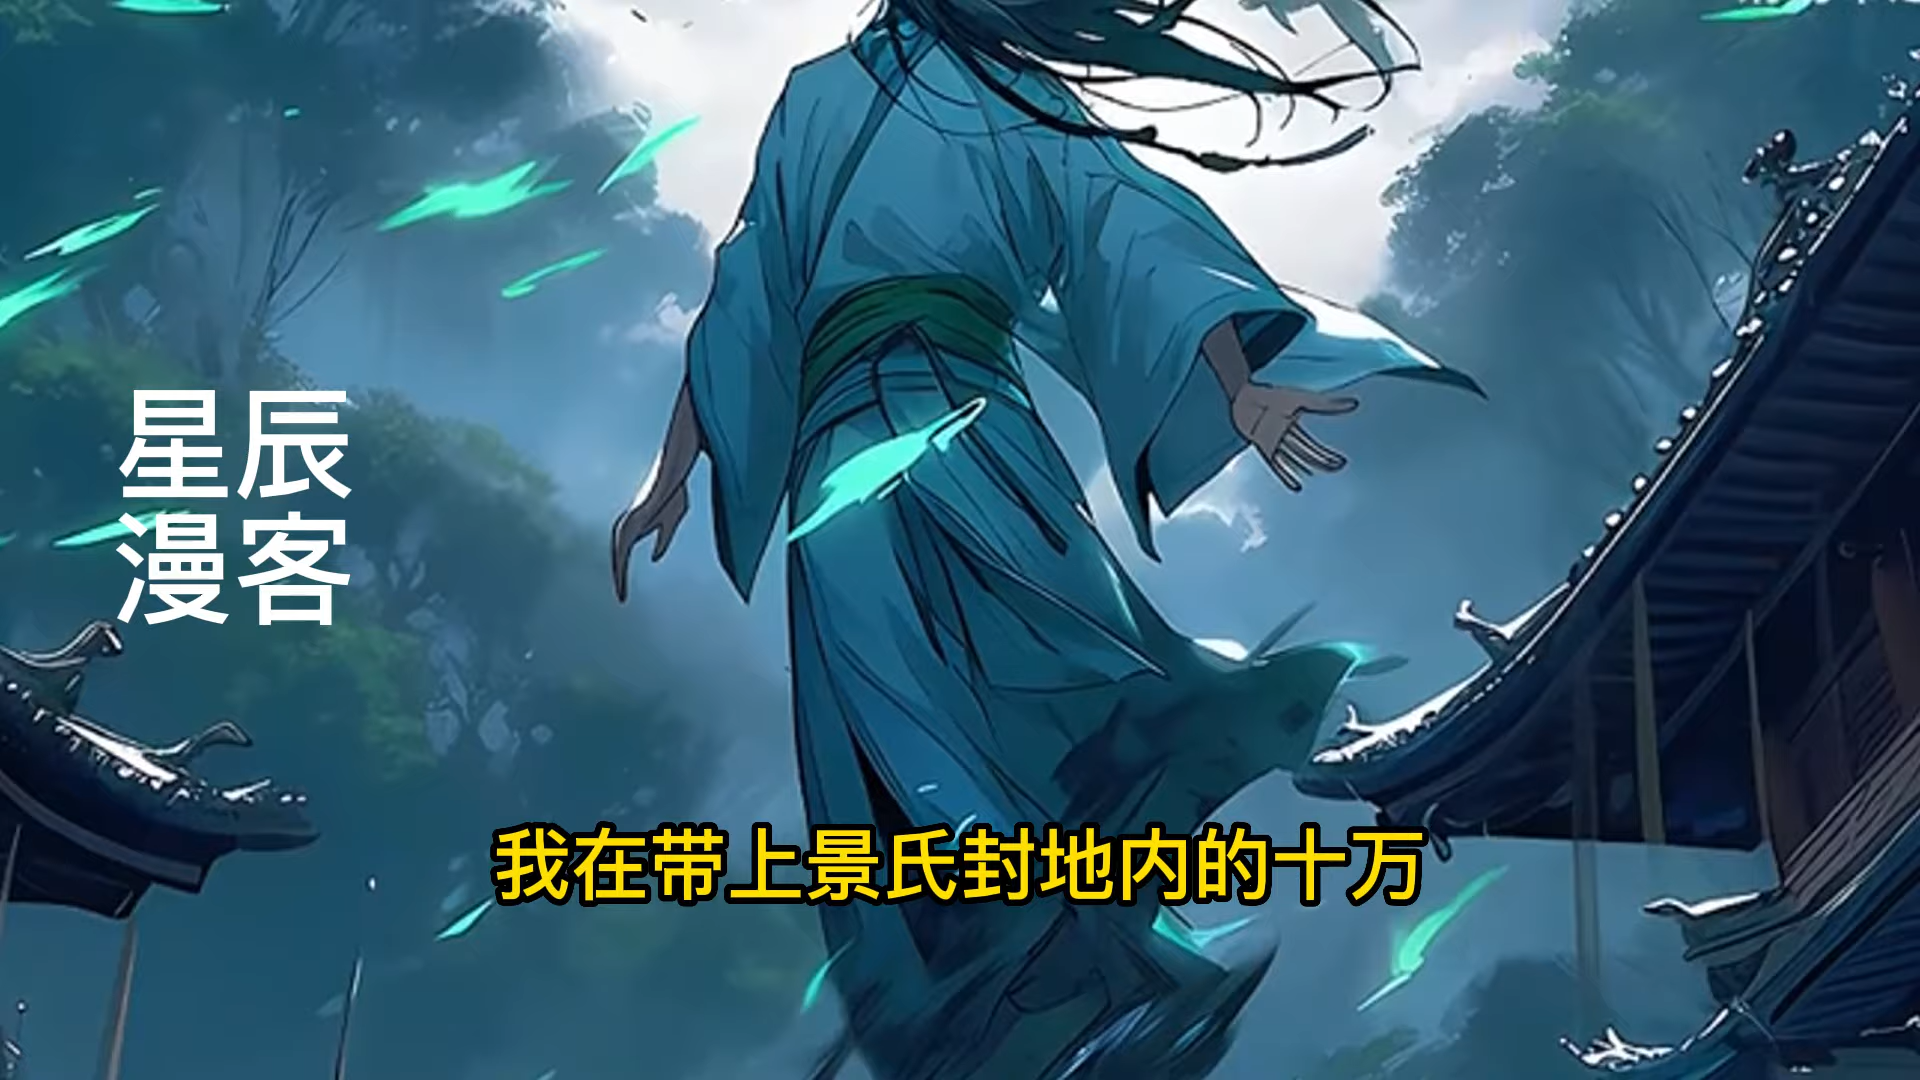 星辰
漫客
我在带上景氏封地内的十万